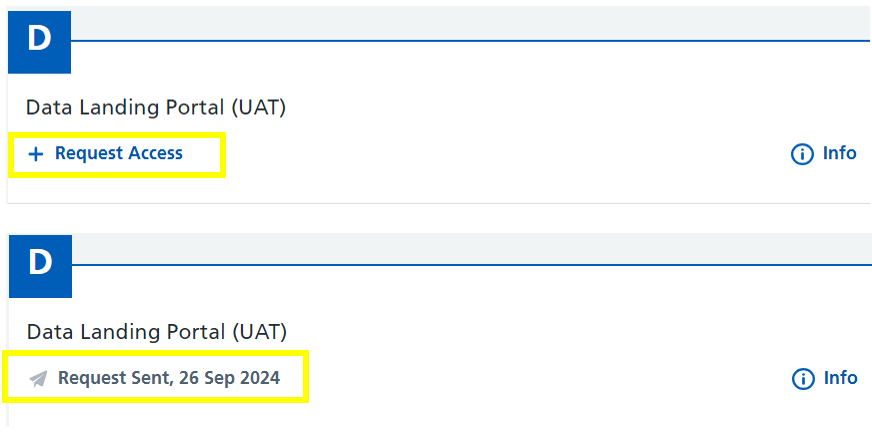 D
Data Landing Portal (UAT)
+ Request Access
Info
D
Data Landing Portal (UAT)
Request Sent, 26 Sep 2024
Info